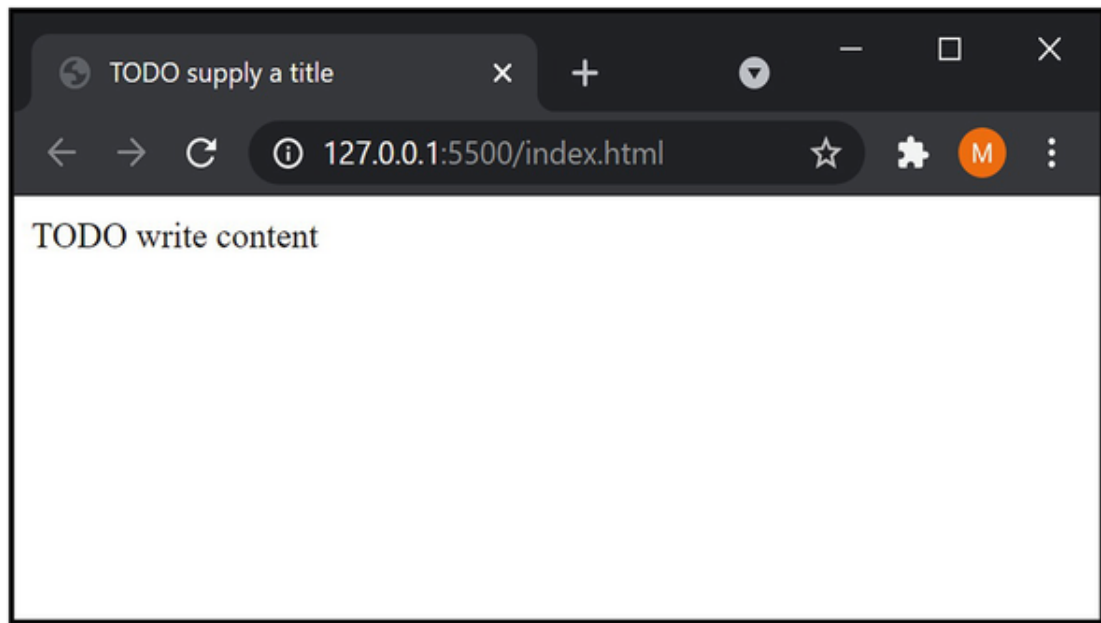 TODO supply a title
127.0.0.1:5500/index.html
M
TODO write content